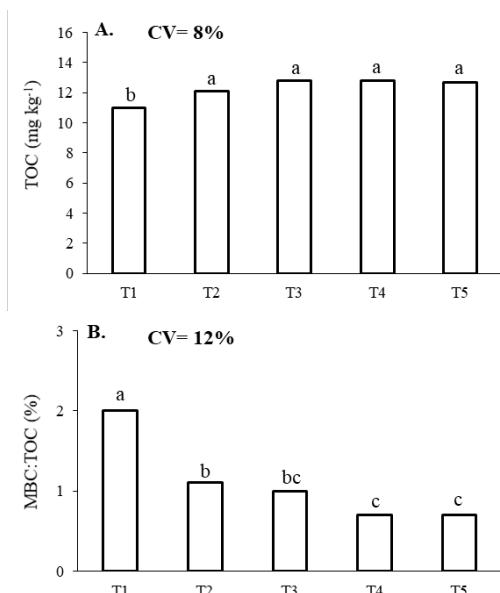 A. CV= 8%
16
14
12
10
8
6
4
2
0
TOC (mg kg⁻¹)
b a a a a
T1 T2 T3 T4 T5
B. CV= 12%
3
2
1
0
MBC:TOC (%)
a b bc c c
T1 T2 T3 T4 T5